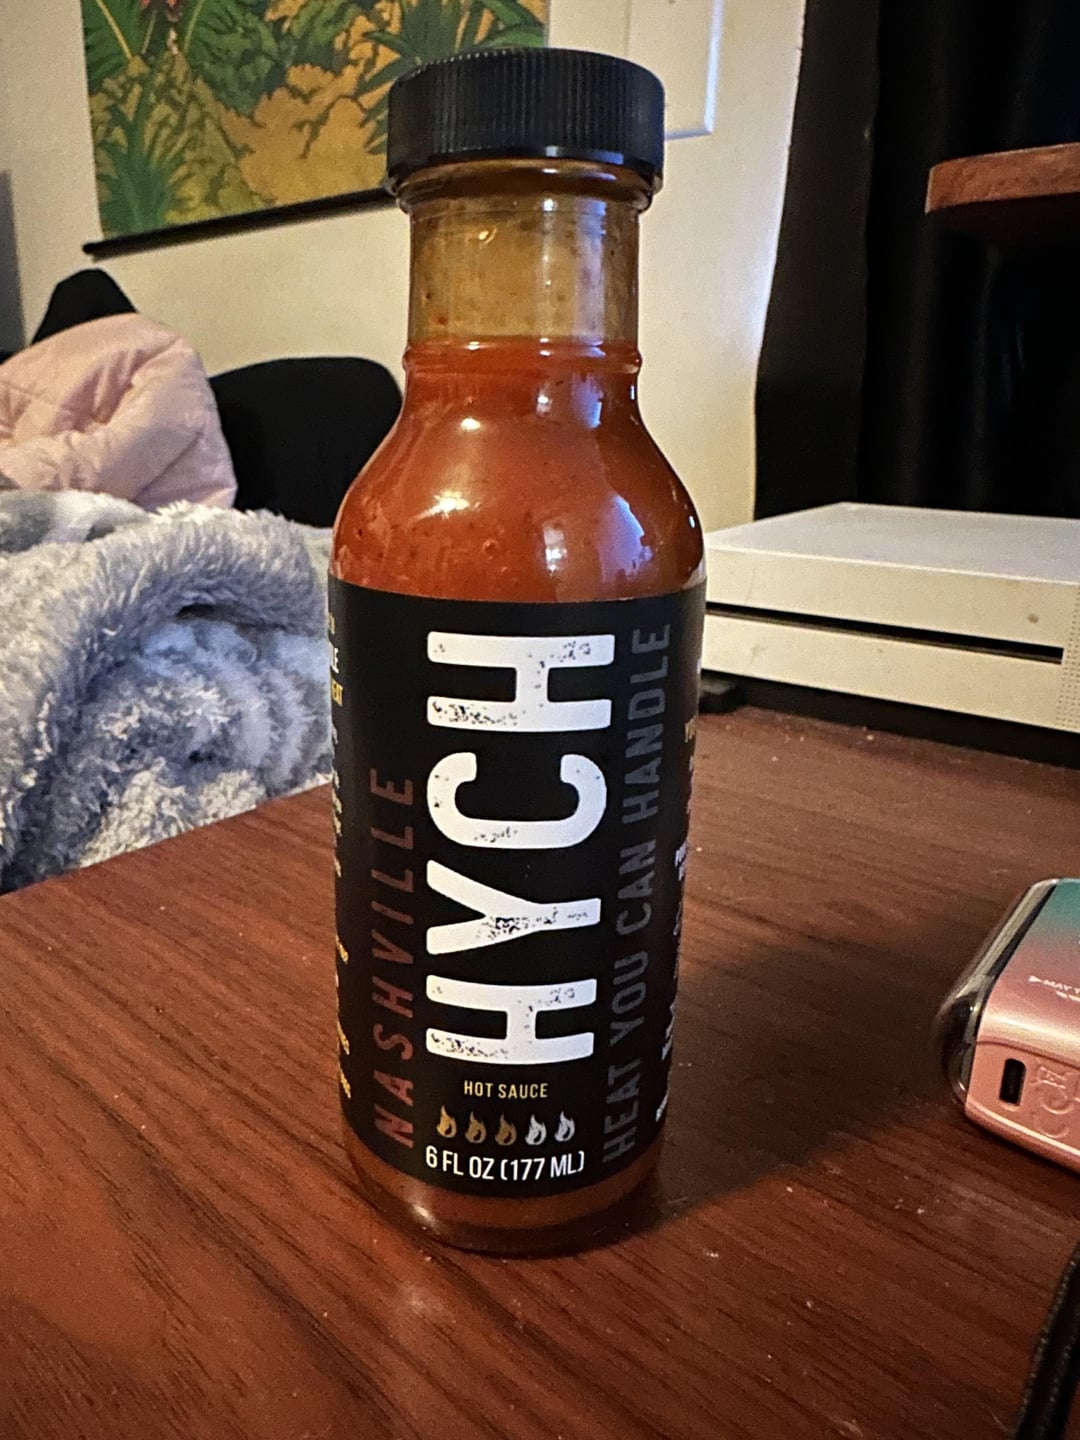 NASHVILLE
HYCH
HEAT YOU CAN HANDLE
HOT SAUCE
6 FL OZ (177 ML)